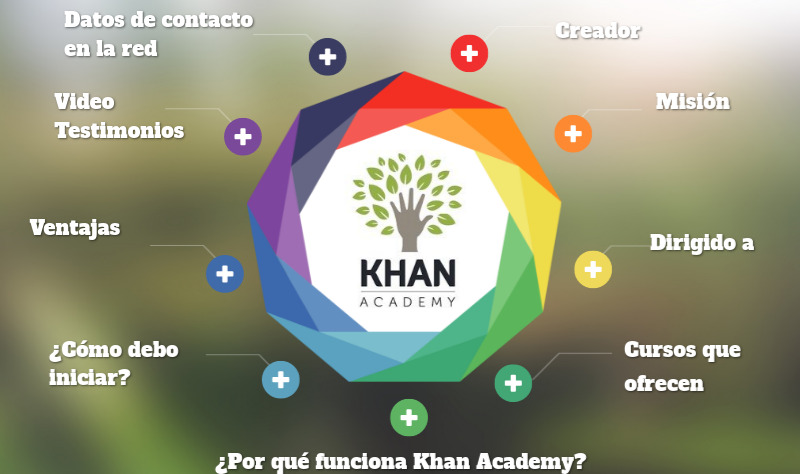 Datos de contacto
en la red
Creador
Video
Testimonios
Misión
Ventajas
Dirigido a
KHAN
ACADEMY
¿Cómo debo
iniciar?
Cursos que
ofrecen
¿Por qué funciona Khan Academy?